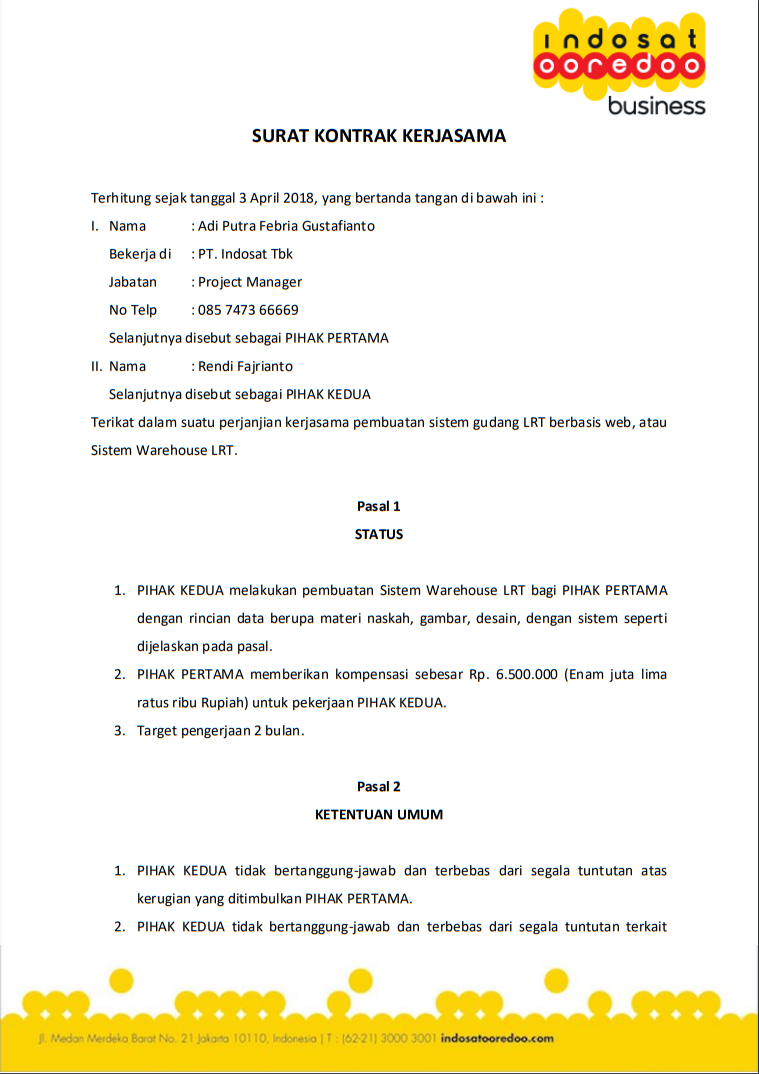 indosat
ooredoo
business
SURAT KONTRAK KERJASAMA
Terhitung sejak tanggal 3 April 2018, yang bertanda tangan di bawah ini :
I. Nama : Adi Putra Febria Gustafianto
Bekerja di : PT. Indosat Tbk
Jabatan : Project Manager
No Telp : 085 7473 66669
Selanjutnya disebut sebagai PIHAK PERTAMA
II. Nama : Rendi Fajrianto
Selanjutnya disebut sebagai PIHAK KEDUA
Terikat dalam suatu perjanjian kerjasama pembuatan sistem gudang LRT berbasis web, atau
Sistem Warehouse LRT.
Pasal 1
STATUS
1. PIHAK KEDUA melakukan pembuatan Sistem Warehouse LRT bagi PIHAK PERTAMA
dengan rincian data berupa materi naskah, gambar, desain, dengan sistem seperti
dijelaskan pada pasal.
2. PIHAK PERTAMA memberikan kompensasi sebesar Rp. 6.500.000 (Enam juta lima
ratus ribu Rupiah) untuk pekerjaan PIHAK KEDUA.
3. Target pengerjaan 2 bulan.
Pasal 2
KETENTUAN UMUM
1. PIHAK KEDUA tidak bertanggung-jawab dan terbebas dari segala tuntutan atas
kerugian yang ditimbulkan PIHAK PERTAMA.
2. PIHAK KEDUA tidak bertanggung-jawab dan terbebas dari segala tuntutan terkait
Jl. Medan Merdeka Barat No. 21 Jakarta 10110, Indonesia | T : (62-21) 3000 3001 indosatooredoo.com